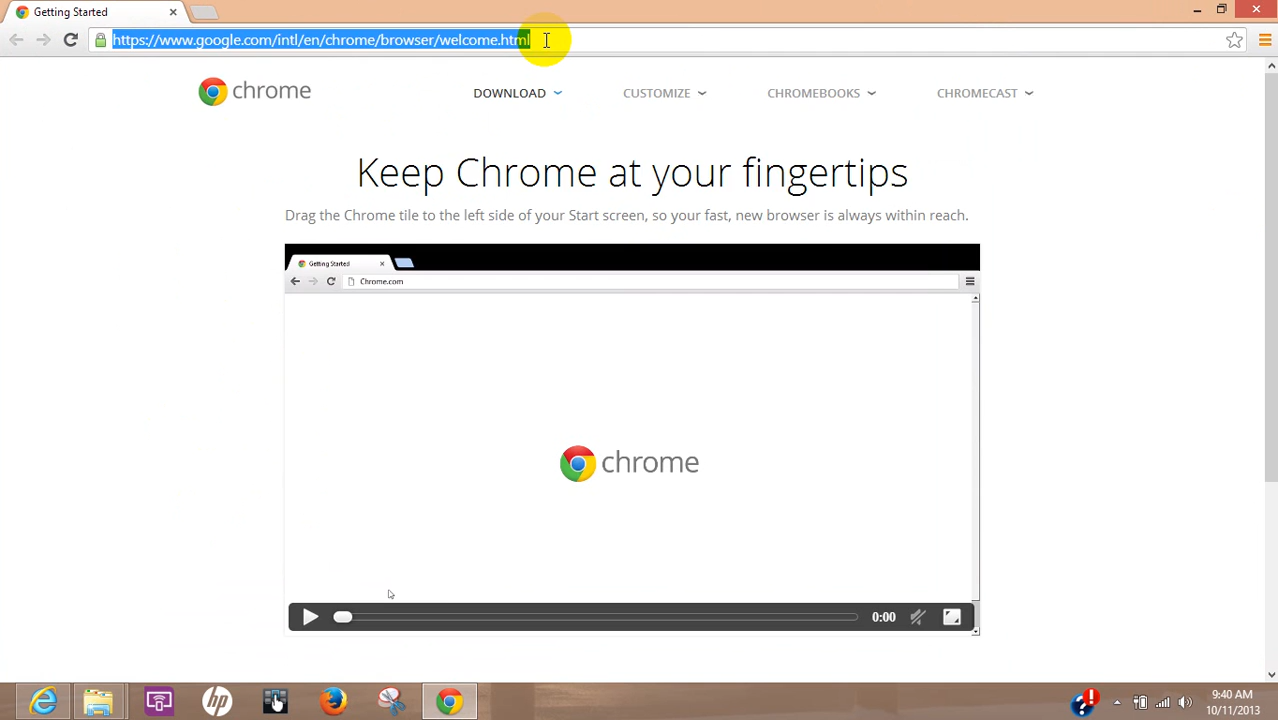 Getting Started
https://www.google.com/intl/en/chrome/browser/welcome.html
chrome
DOWNLOAD
CUSTOMIZE
CHROMEBOOKS
CHROMECAST
Keep Chrome at your fingertips
Drag the Chrome tile to the left side of your Start screen, so your fast, new browser is always within reach.
Getting Started
Chrome.com
chrome
0:00
hp
9:40 AM
10/11/2013